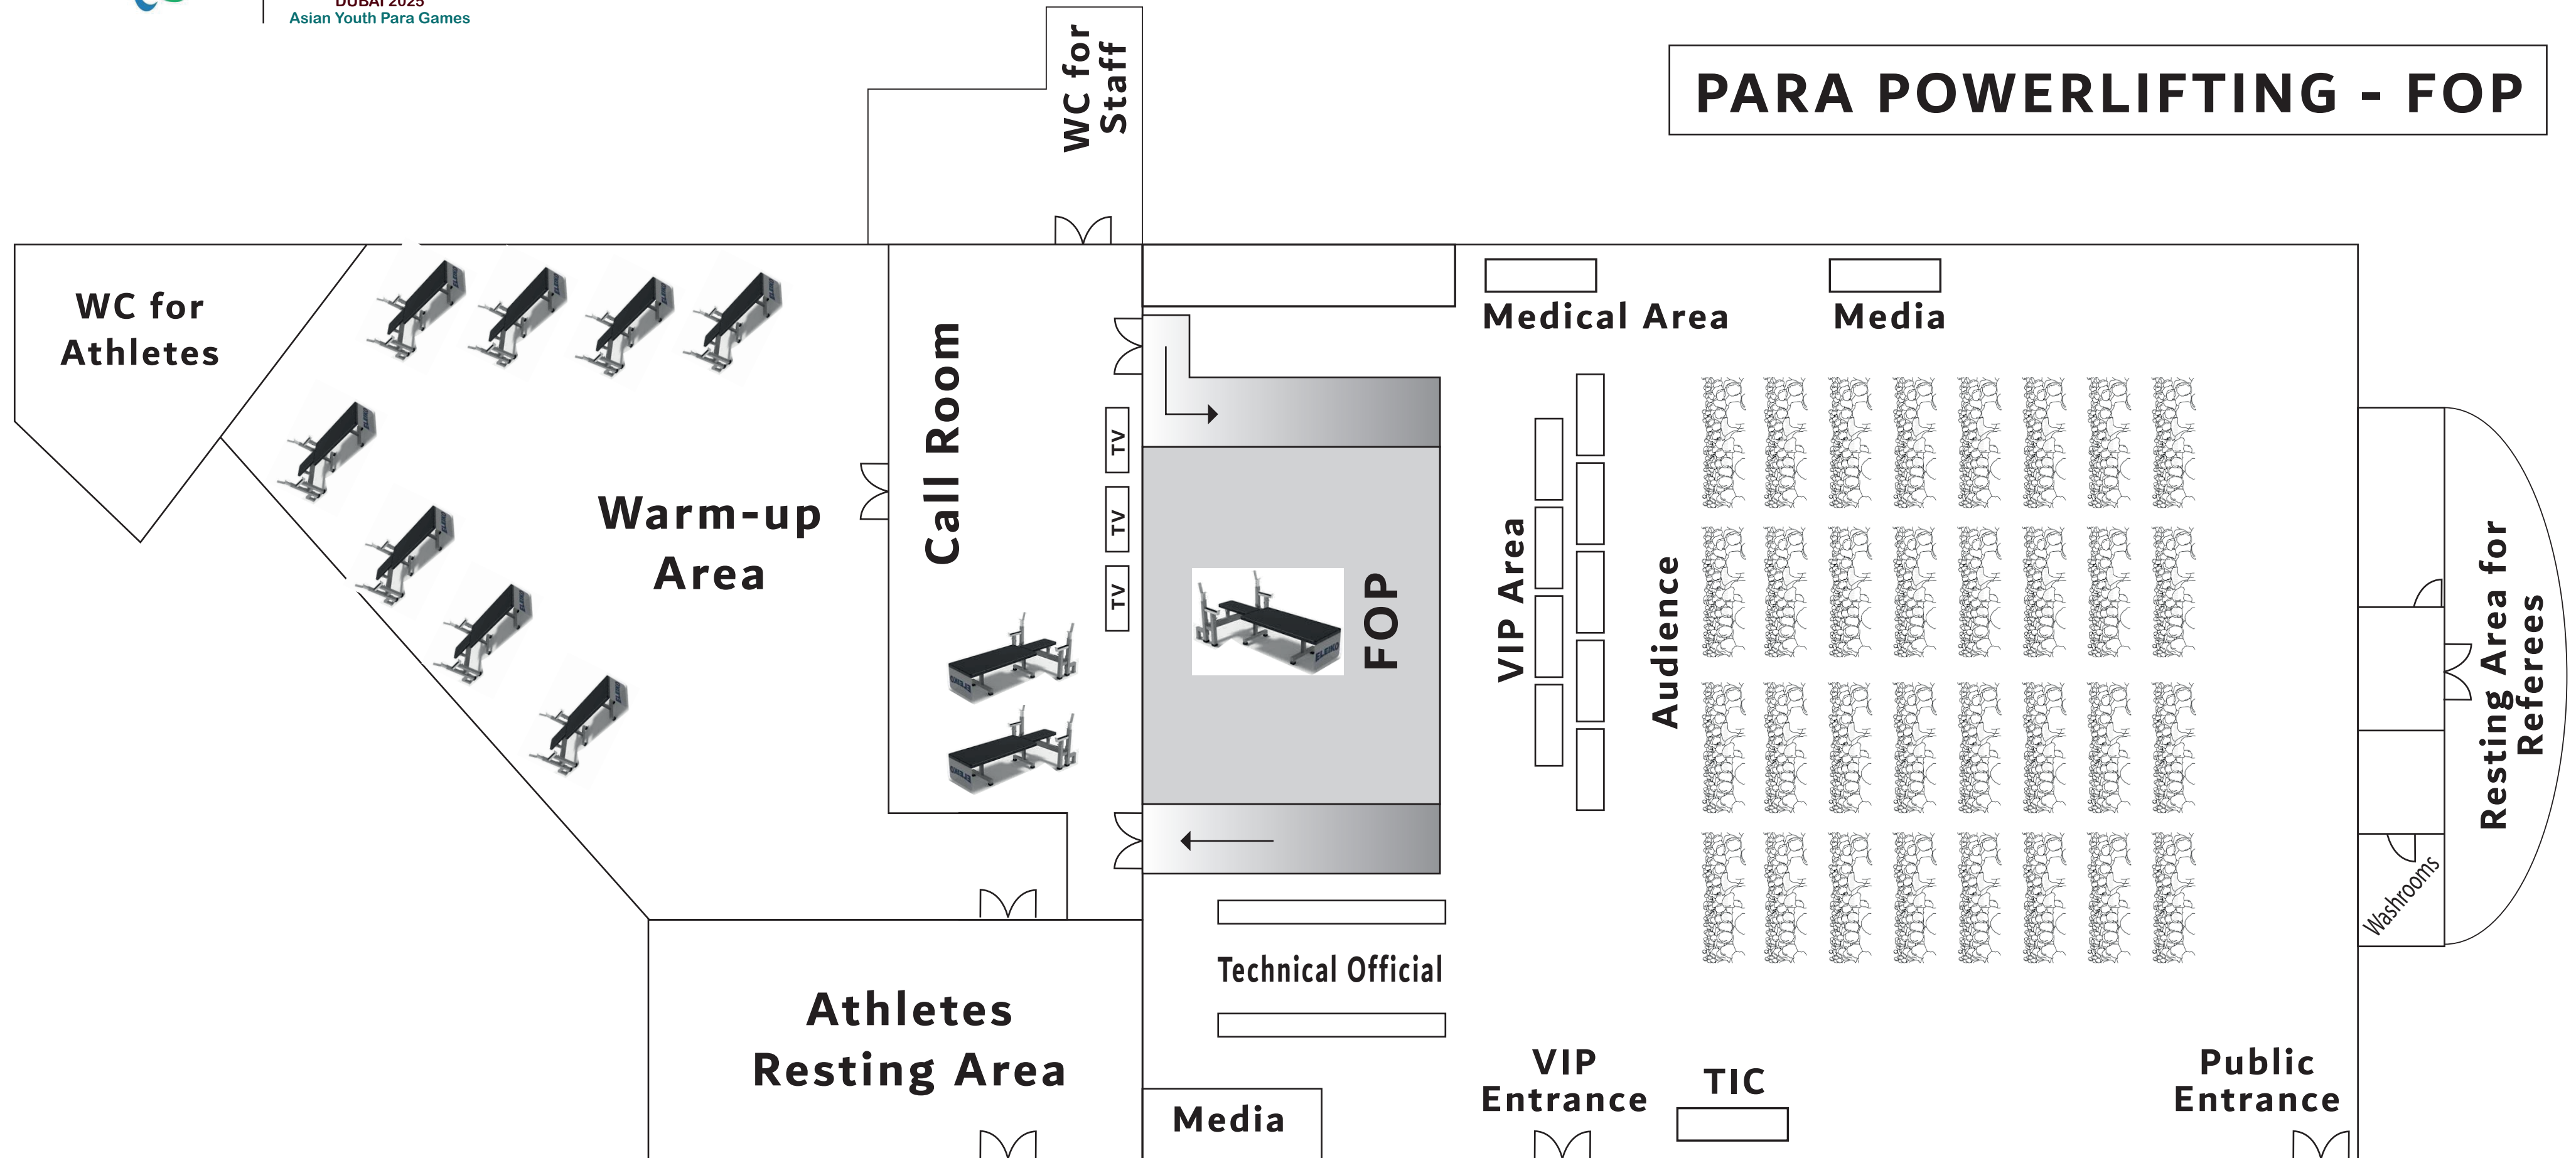 DUBAI 2025
Asian Youth Para Games
PARA POWERLIFTING - FOP
WC for
Staff
WC for
Athletes
Warm-up
Area
Call Room
TV
TV
TV
FOP
ELEIKO
Medical Area
Media
VIP Area
Audience
Resting Area for
Referees
Washrooms
Technical Official
Athletes
Resting Area
Media
VIP
Entrance
TIC
Public
Entrance